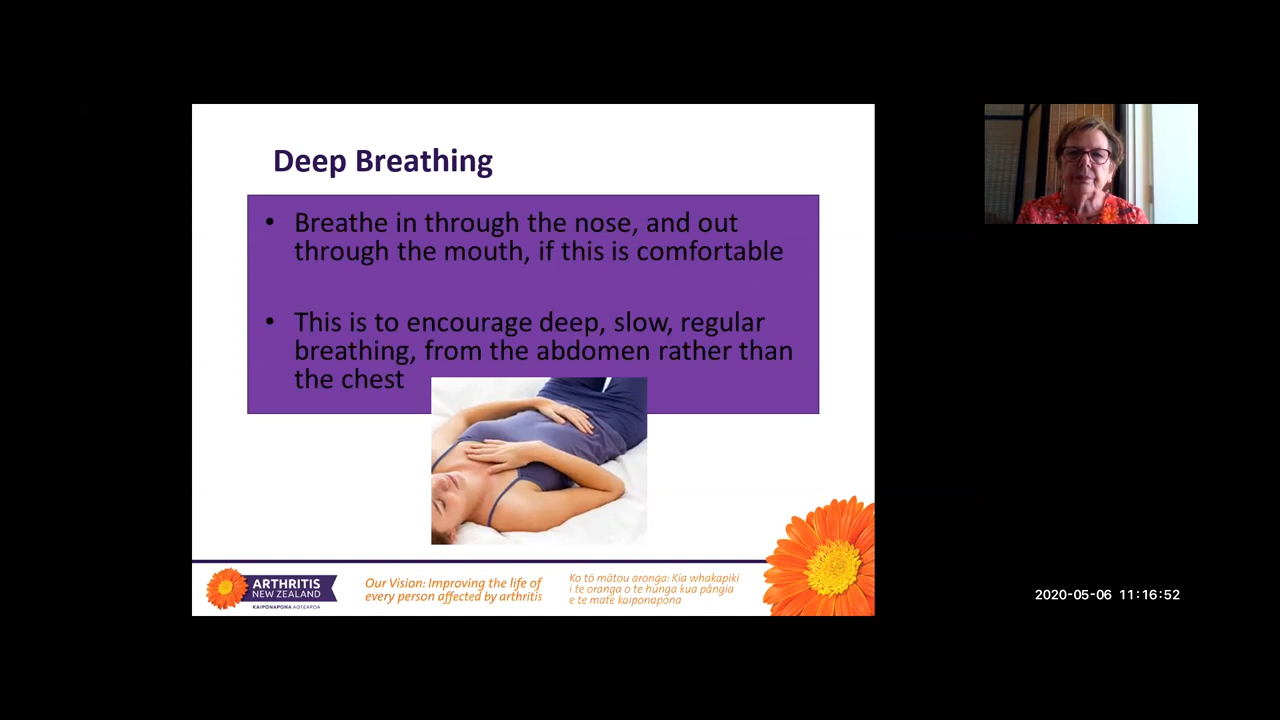 Deep Breathing
• Breathe in through the nose, and out
through the mouth, if this is comfortable
• This is to encourage deep, slow, regular
breathing, from the abdomen rather than
the chest
ARTHRITIS
NEW ZEALAND
KAIPONAPONA AOTEAROA
Our Vision: Improving the life of
every person affected by arthritis
Ko tō mātou aronga: Kia whakapiki
i te oranga o te hunga kua pāngia
e te mate kaiponapona
2020-05-06 11:16:52